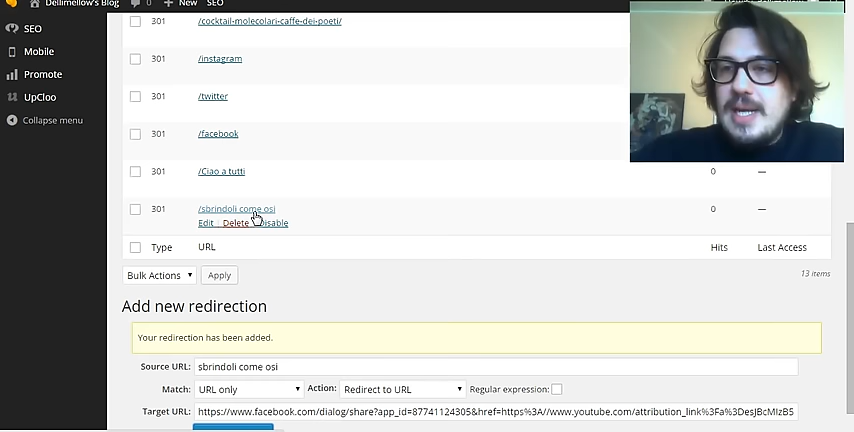 Dellimellow's Blog 0 New SEO
SEO
Mobile
Promote
UpCloo
Collapse menu
301 /cocktail-molecolari-caffe-dei-poeti/
301 /instagram
301 /twitter
301 /facebook
301 /Ciao a tutti 0 —
301 /sbrindoli come osi 0 —
Edit | Delete Disable
Type URL Hits Last Access
Bulk Actions Apply 13 items
Add new redirection
Your redirection has been added.
Source URL: sbrindoli come osi
Match: URL only Action: Redirect to URL Regular expression:
Target URL: https://www.facebook.com/dialog/share?app_id=87741124305&href=https%3A//www.youtube.com/attribution_link%3Fa%3DesJBcMIzB5